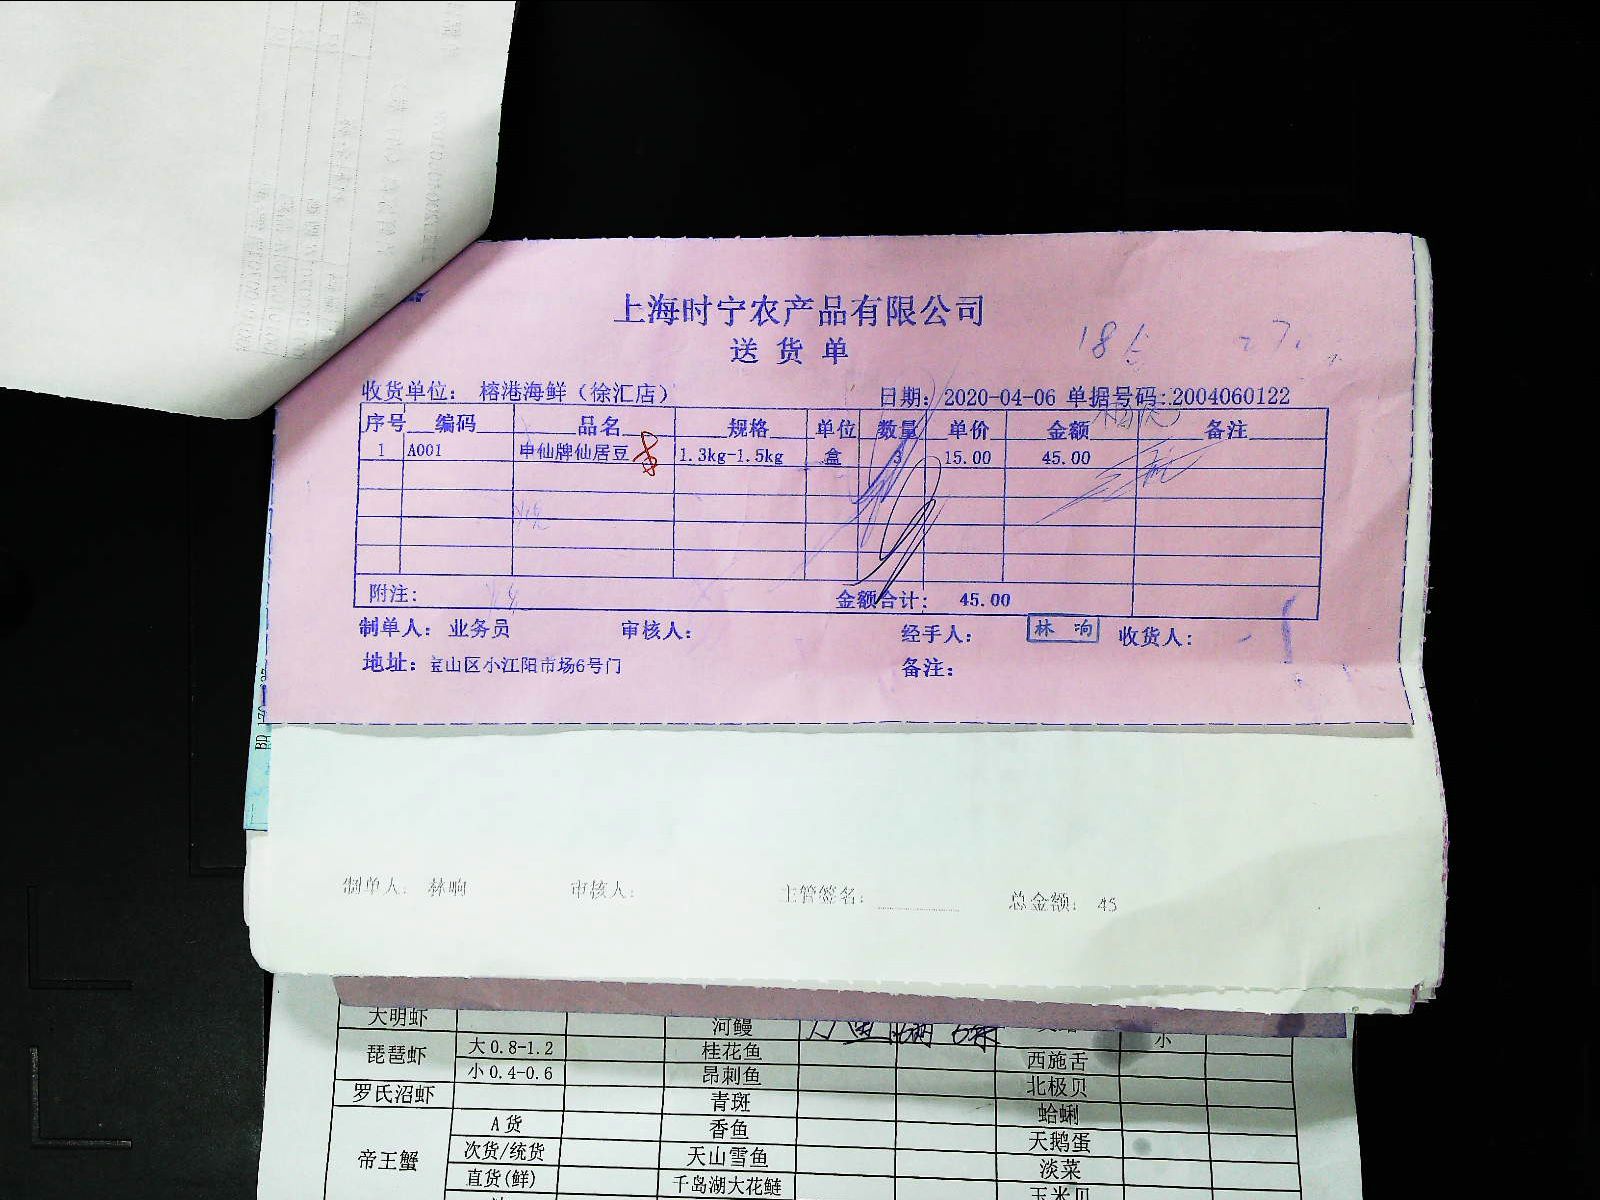 上海时宁农产品有限公司
送货单
18 27.
收货单位： 榕港海鲜（徐汇店） 日期：2020-04-06 单据号码：2004060122
序号 编码 品名 规格 单位 数量 单价 金额 备注
1 A001 申仙牌仙居豆 1.3kg-1.5kg 盒 3 15.00 45.00
附注： 金额合计： 45.00
制单人：业务员 审核人： 经手人： 林响 收货人：
地址：宝山区小江阳市场6号门 备注：
制单人： 林响 审核人： 主管签名： 总金额： 45
大明虾 河鳗 小
琵琶虾 大0.8-1.2 桂花鱼 西施舌
小0.4-0.6 昂刺鱼 北极贝
罗氏沼虾 青斑 蛤蜊
帝王蟹 A货 香鱼 天鹅蛋
次货/统货 天山雪鱼 淡菜
直货(鲜) 千岛湖大花鲢 玉米贝